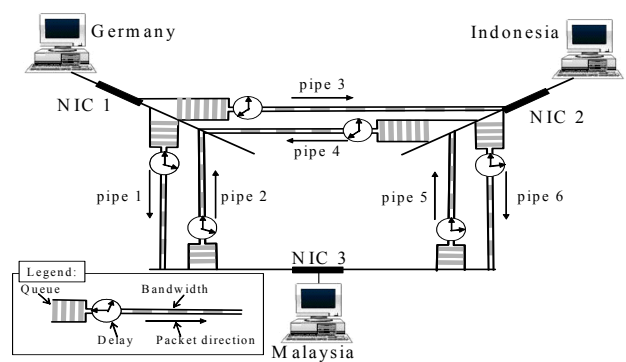 Germany
Indonesia
NIC 1
pipe 3
NIC 2
pipe 4
pipe 1
pipe 2
pipe 5
pipe 6
NIC 3
Legend:
Queue
Bandwidth
Delay
Packet direction
Malaysia